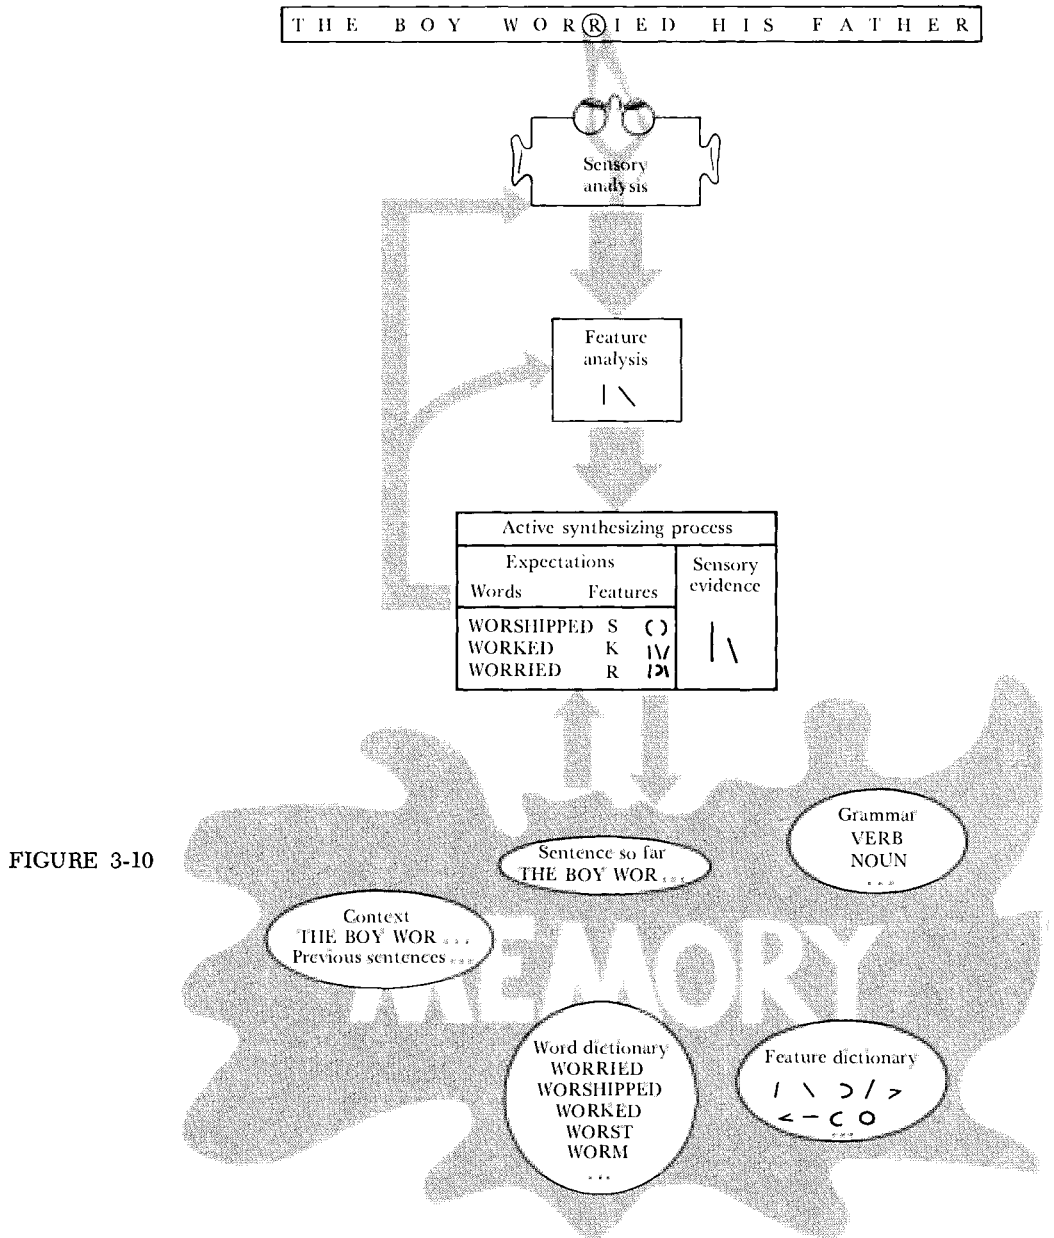 THE BOY WORRIED HIS FATHER
Sensory
analysis
Feature
analysis
Active synthesizing process
Expectations
Words Features
Sensory
evidence
WORSHIPPED S
WORKED K
WORRIED R
FIGURE 3-10
Grammar
VERB
NOUN
...
Sentence so far
THE BOY WOR ...
Context
THE BOY WOR ...
Previous sentences ...
MEMORY
Word dictionary
WORRIED
WORSHIPPED
WORKED
WORST
WORM
...
Feature dictionary
...